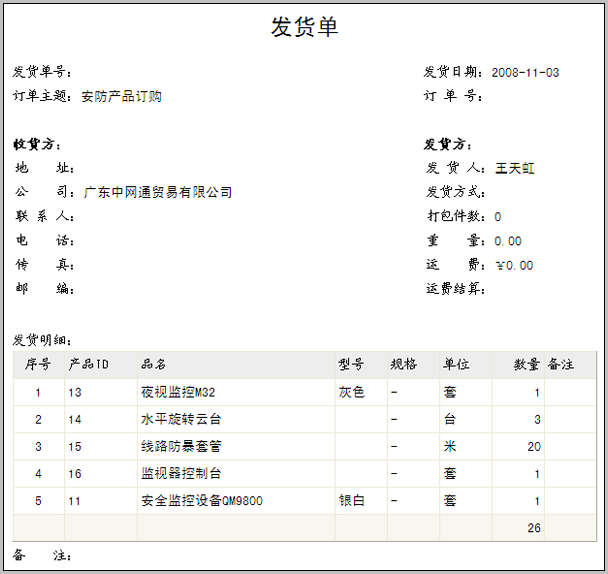 发货单
发货单号: 发货日期: 2008-11-03
订单主题: 安防产品订购 订 单 号:
收货方: 发货方:
地 址: 发 货 人: 王天虹
公 司: 广东中网通贸易有限公司 发货方式:
联 系 人: 打包件数: 0
电 话: 重 量: 0.00
传 真: 运 费: ¥0.00
邮 编: 运费结算:
发货明细:
序号 产品ID 品名 型号 规格 单位 数量 备注
1 13 夜视监控M32 灰色 - 套 1
2 14 水平旋转云台 - 台 3
3 15 线路防暴套管 - 米 20
4 16 监视器控制台 - 套 1
5 11 安全监控设备QM9800 银白 - 套 1
26
备 注: